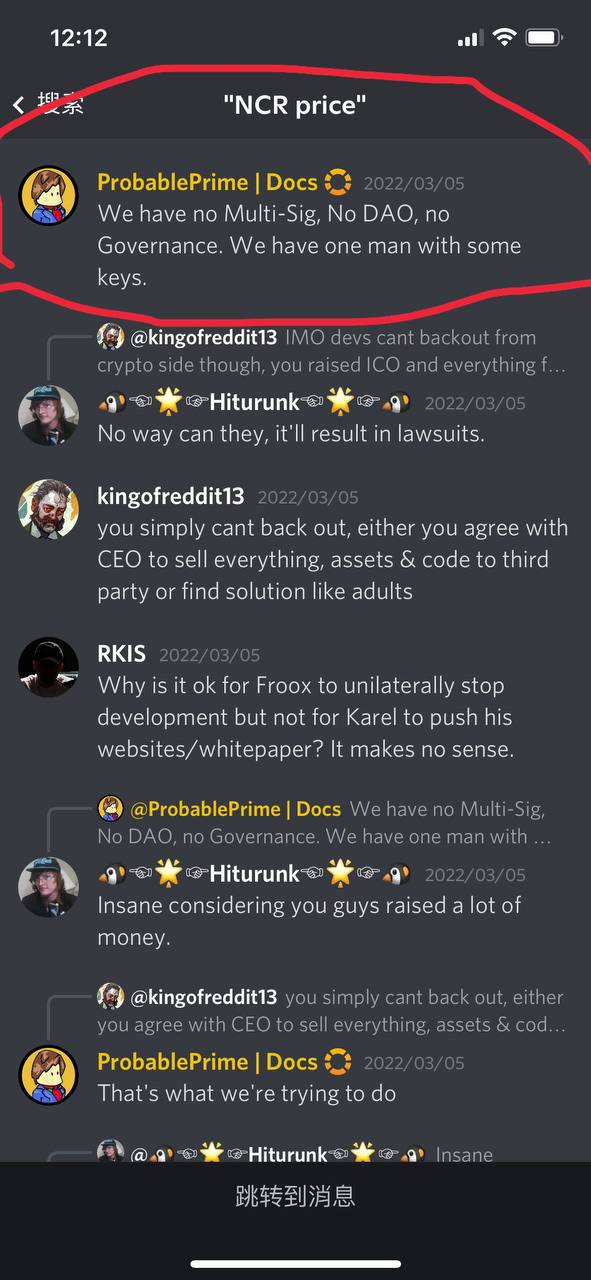 12:12
搜索
"NCR price"
ProbablePrime | Docs 2022/03/05
We have no Multi-Sig, No DAO, no
Governance. We have one man with some
keys.
@kingofreddit13 IMO devs cant backout from
crypto side though, you raised ICO and everything f...
🐧👈🌟👉Hiturunk👈🌟👉🐧 2022/03/05
No way can they, it'll result in lawsuits.
kingofreddit13 2022/03/05
you simply cant back out, either you agree with
CEO to sell everything, assets & code to third
party or find solution like adults
RKIS 2022/03/05
Why is it ok for Froox to unilaterally stop
development but not for Karel to push his
websites/whitepaper? It makes no sense.
@ProbablePrime | Docs We have no Multi-Sig,
No DAO, no Governance. We have one man with ...
🐧👈🌟👉Hiturunk👈🌟👉🐧 2022/03/05
Insane considering you guys raised a lot of
money.
@kingofreddit13 you simply cant back out, either
you agree with CEO to sell everything, assets & cod...
ProbablePrime | Docs 2022/03/05
That's what we're trying to do
@🐧👈🌟👉Hiturunk👈🌟👉🐧 Insane
跳转到消息